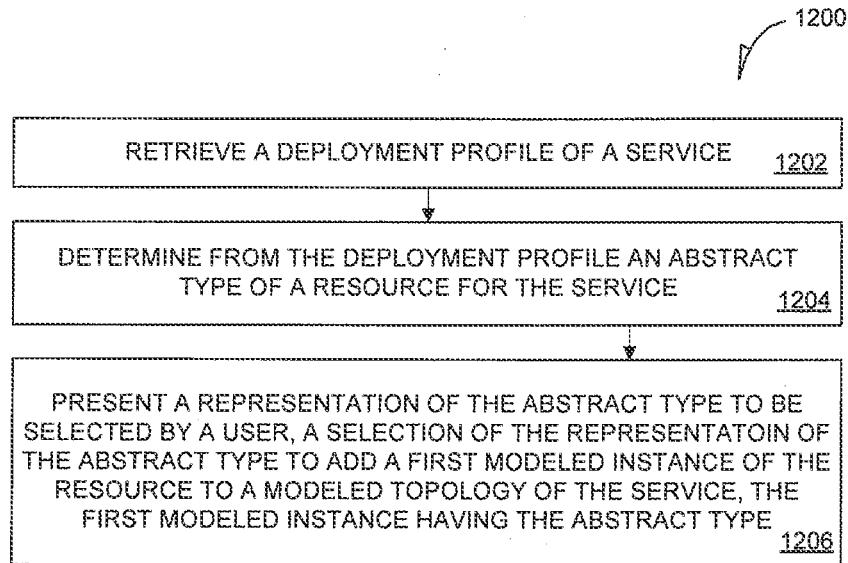 1200
RETRIEVE A DEPLOYMENT PROFILE OF A SERVICE
1202
DETERMINE FROM THE DEPLOYMENT PROFILE AN ABSTRACT
TYPE OF A RESOURCE FOR THE SERVICE
1204
PRESENT A REPRESENTATION OF THE ABSTRACT TYPE TO BE
SELECTED BY A USER, A SELECTION OF THE REPRESENTATOIN OF
THE ABSTRACT TYPE TO ADD A FIRST MODELED INSTANCE OF THE
RESOURCE TO A MODELED TOPOLOGY OF THE SERVICE, THE
FIRST MODELED INSTANCE HAVING THE ABSTRACT TYPE
1206